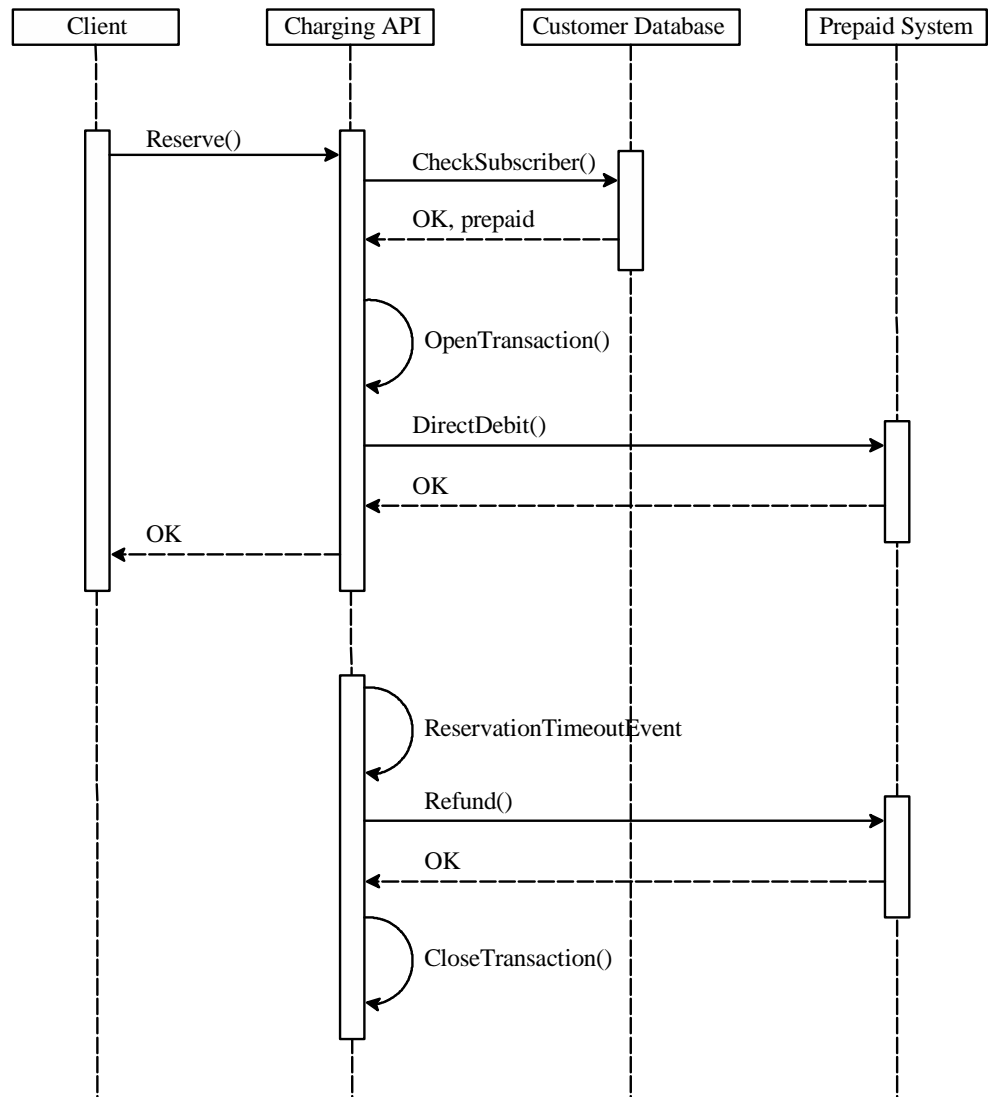 Client
Charging API
Customer Database
Prepaid System
Reserve()
CheckSubscriber()
OK, prepaid
OpenTransaction()
DirectDebit()
OK
OK
ReservationTimeoutEvent
Refund()
OK
CloseTransaction()